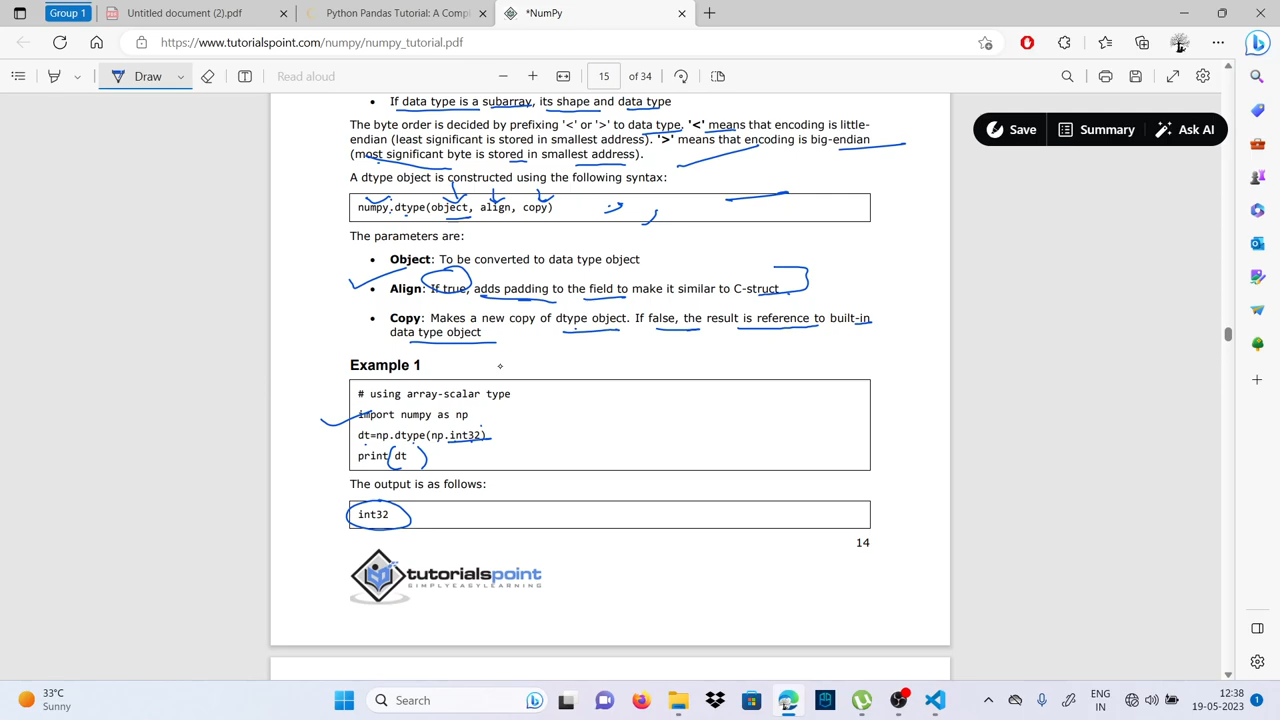 Group 1
Untitled document (2).pdf
Python Pandas Tutorial: A Compl
*NumPy
https://www.tutorialspoint.com/numpy/numpy_tutorial.pdf
Draw
Read aloud
15 of 34
Save
Summary
Ask AI
• If data type is a subarray, its shape and data type
The byte order is decided by prefixing '<' or '>' to data type. '<' means that encoding is little-
endian (least significant is stored in smallest address). '>' means that encoding is big-endian
(most significant byte is stored in smallest address).
A dtype object is constructed using the following syntax:
numpy.dtype(object, align, copy)
The parameters are:
• Object: To be converted to data type object
• Align: If true, adds padding to the field to make it similar to C-struct
• Copy: Makes a new copy of dtype object. If false, the result is reference to built-in
data type object
Example 1
# using array-scalar type
import numpy as np
dt=np.dtype(np.int32)
print(dt)
The output is as follows:
int32
14
tutorialspoint
SIMPLYEASYLEARNING
33°C
Sunny
Search
ENG
IN
12:38
19-05-2023
1